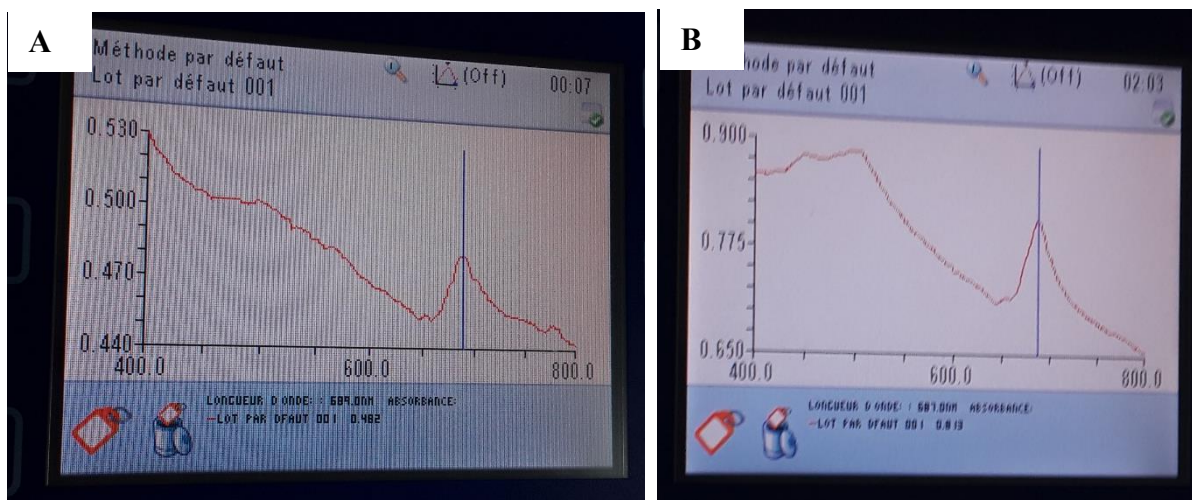 A
Méthode par défaut
Lot par défaut 001
(Off)
00:07
0.530
0.500
0.470
0.440
400.0
600.0
800.0
LONGUEUR D ONDE: : 689.0NM ABSORBANCE:
—LOT PAR DFAUT 001 0.482
B
hode par défaut
Lot par défaut 001
(Off)
02:03
0.900
0.775
0.650
400.0
600.0
800.0
LONGUEUR D ONDE: : 687.0NM ABSORBANCE:
—LOT PAR DFAUT 001 0.813